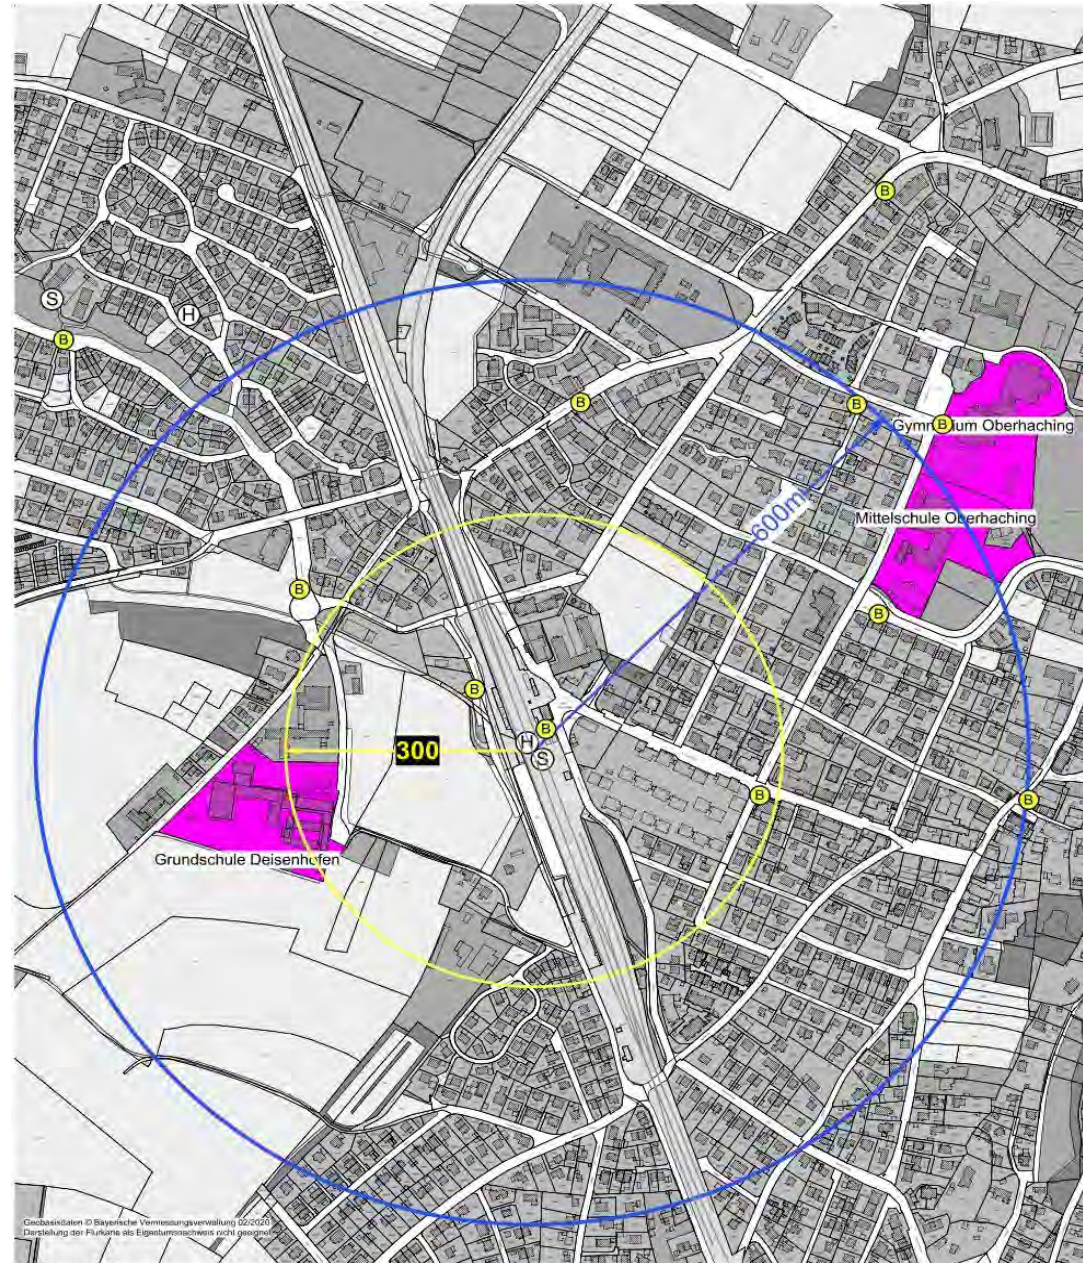 B
S
H
B
B
B
B
Gymnasium Oberhaching
600m
Mittelschule Oberhaching
B
B
B
B
H
300
S
B
B
Grundschule Deisenhofen
Geobasisdaten © Bayerische Vermessungsverwaltung 02/2020
Darstellung der Flurkarte als Eigentumsnachweis nicht geeignet